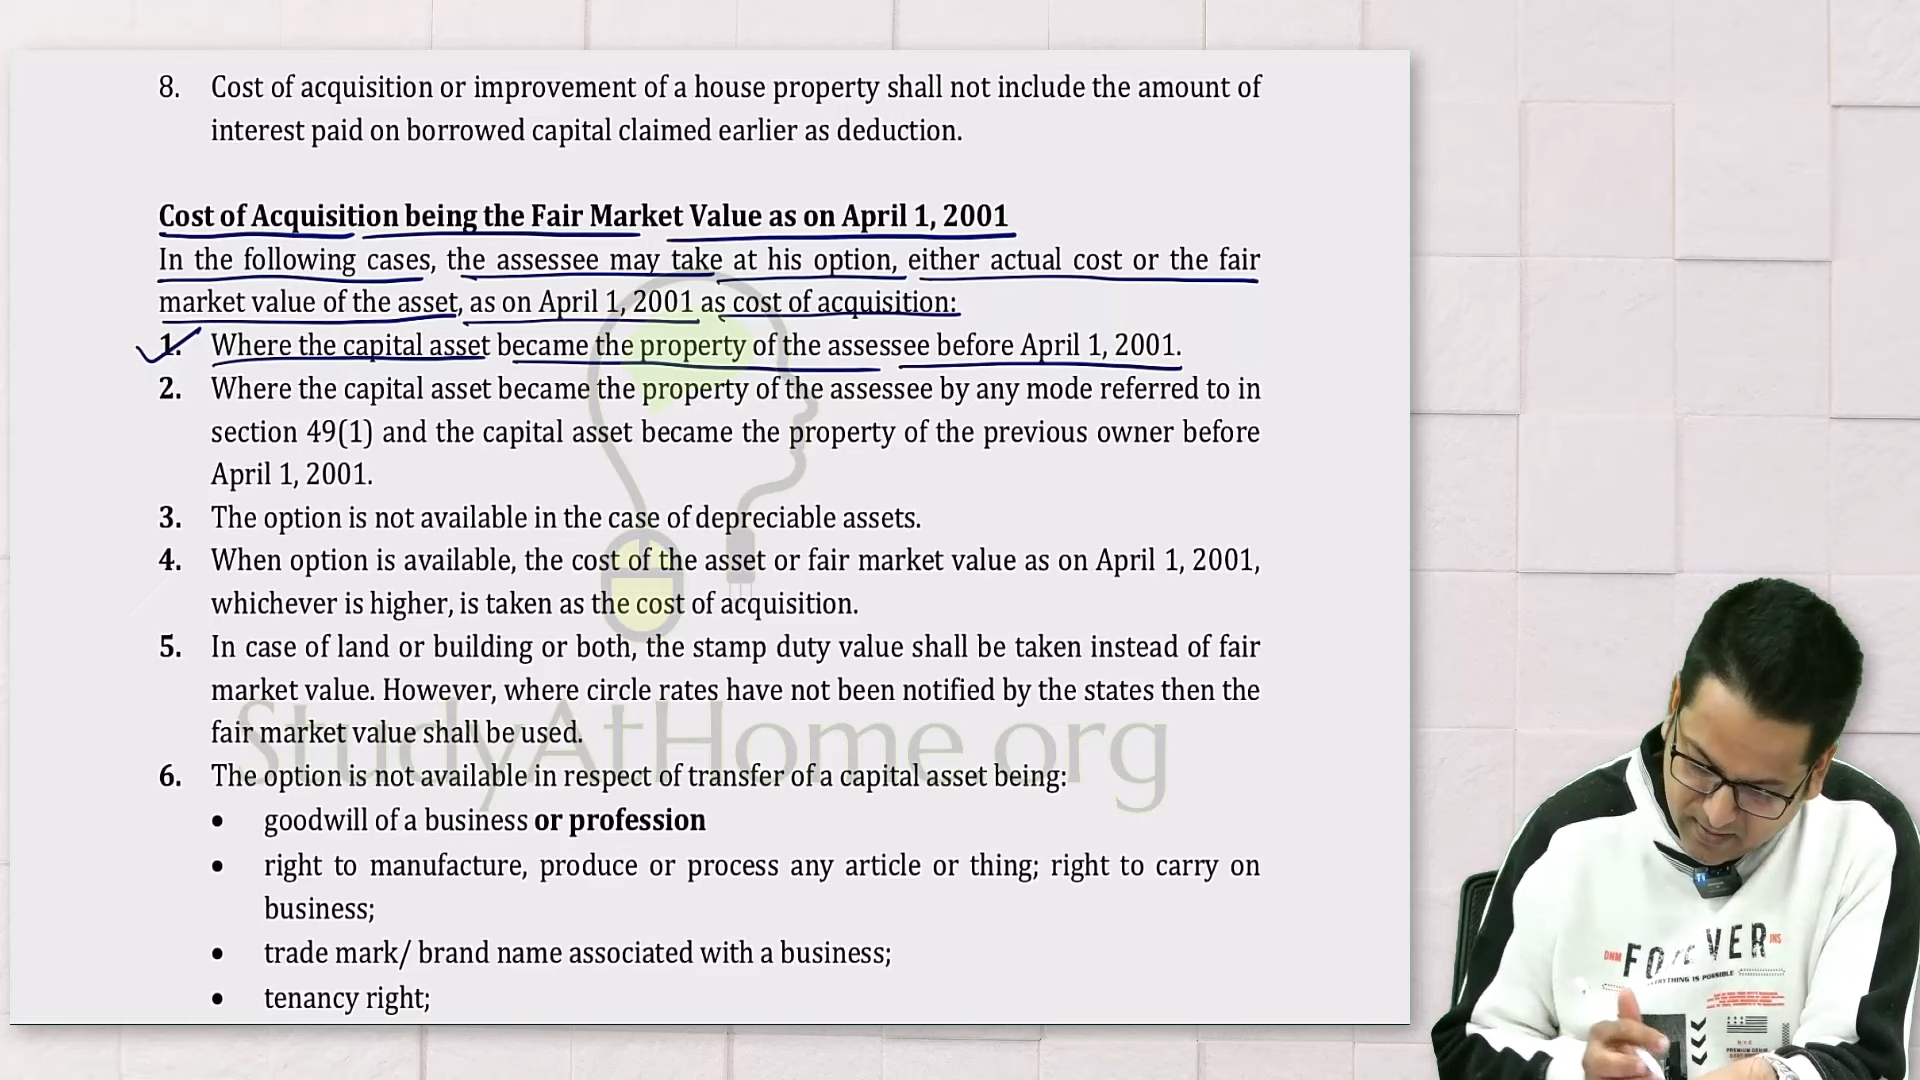 8. Cost of acquisition or improvement of a house property shall not include the amount of
interest paid on borrowed capital claimed earlier as deduction.
Cost of Acquisition being the Fair Market Value as on April 1, 2001
In the following cases, the assessee may take at his option, either actual cost or the fair
market value of the asset, as on April 1, 2001 as cost of acquisition:
1. Where the capital asset became the property of the assessee before April 1, 2001.
2. Where the capital asset became the property of the assessee by any mode referred to in
section 49(1) and the capital asset became the property of the previous owner before
April 1, 2001.
3. The option is not available in the case of depreciable assets.
4. When option is available, the cost of the asset or fair market value as on April 1, 2001,
whichever is higher, is taken as the cost of acquisition.
5. In case of land or building or both, the stamp duty value shall be taken instead of fair
market value. However, where circle rates have not been notified by the states then the
fair market value shall be used.
StudyAtHome.org
6. The option is not available in respect of transfer of a capital asset being:
• goodwill of a business or profession
• right to manufacture, produce or process any article or thing; right to carry on
business;
• trade mark/ brand name associated with a business;
• tenancy right;
DNM